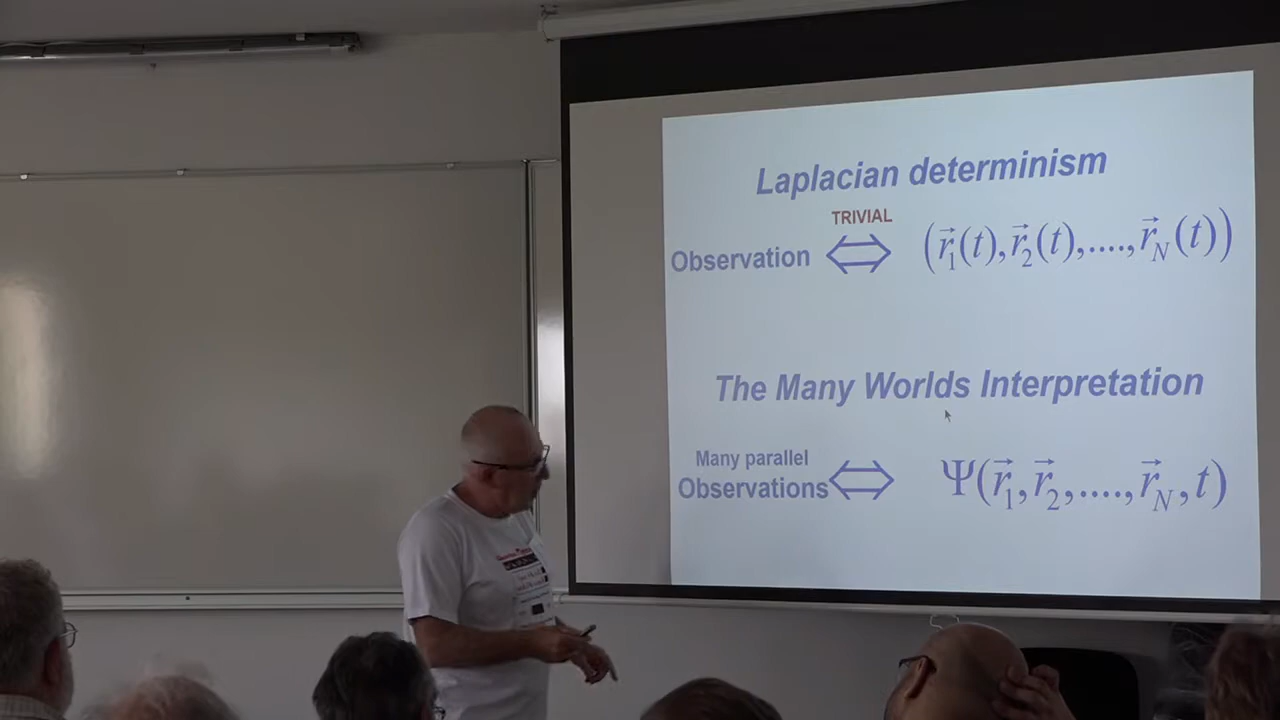 Laplacian determinism
TRIVIAL
Observation ⇔ (r⃗₁(t),r⃗₂(t),....,r⃗_N(t))
The Many Worlds Interpretation
Many parallel
Observations ⇔ Ψ(r⃗₁,r⃗₂,....,r⃗_N,t)